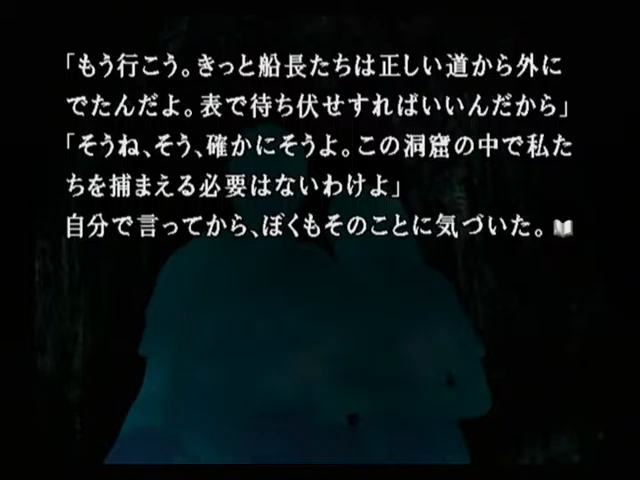 「もう行こう。きっと船長たちは正しい道から外に
でたんだよ。表で待ち伏せすればいいんだから」
「そうね、そう、確かにそうよ。この洞窟の中で私た
ちを捕まえる必要はないわけよ」
自分で言ってから、ぼくもそのことに気づいた。